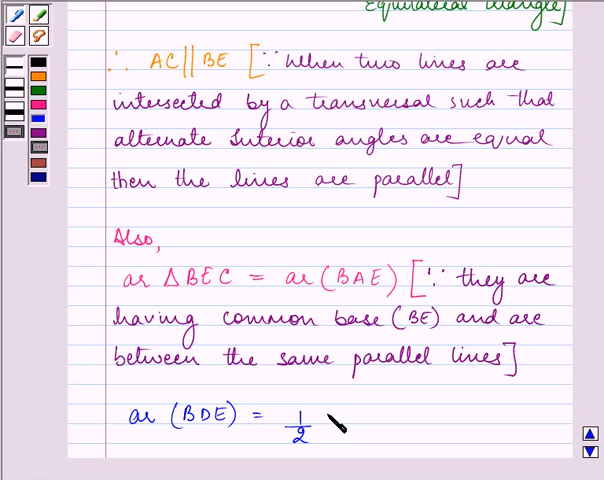 Equilateral triangle]
∴ AC||BE [∵ When two lines are
intersected by a transversal such that
alternate Interior angles are equal
then the lines are parallel]
Also,
ar ΔBEC = ar (BAE) [∵ they are
having common base (BE) and are
between the same parallel lines]
ar (BDE) = 1/2